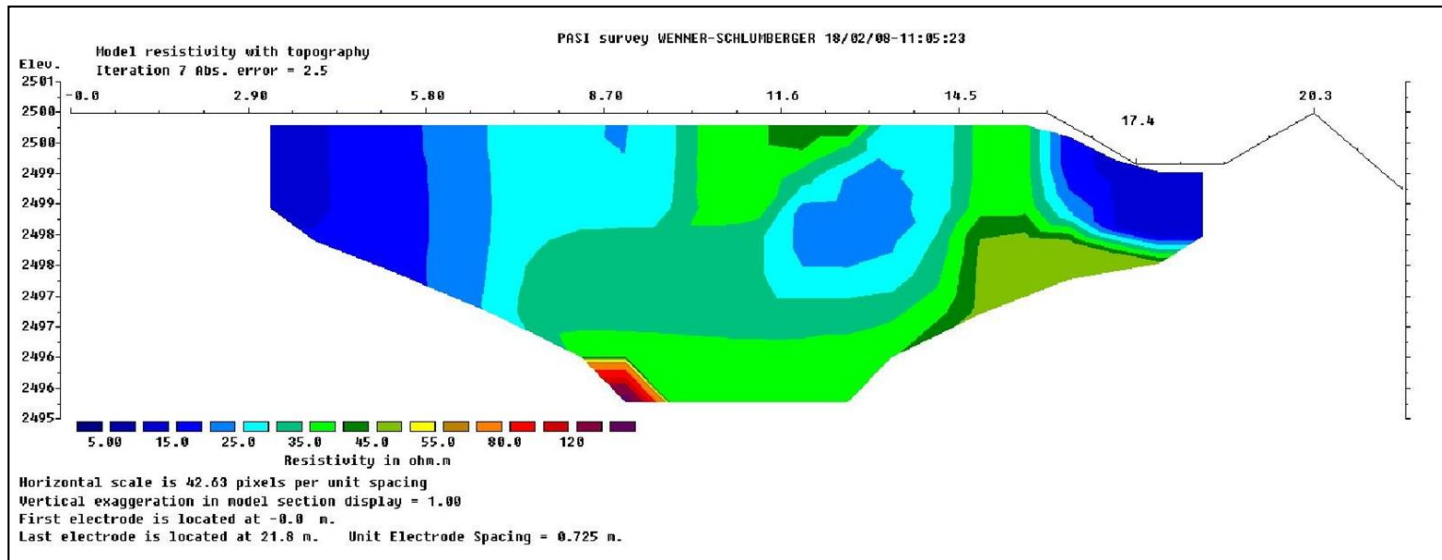 PASI survey WENNER-SCHLUMBERGER 18/02/08-11:05:23
Model resistivity with topography
Elev. Iteration 7 Abs. error = 2.5
2501
-0.0 2.90 5.80 8.70 11.6 14.5 17.4 20.3
2500
2500
2499
2499
2498
2498
2497
2497
2496
2496
2495
5.00 15.0 25.0 35.0 45.0 55.0 80.0 120
Resistivity in ohm.m
Horizontal scale is 42.63 pixels per unit spacing
Vertical exaggeration in model section display = 1.00
First electrode is located at -0.0 m.
Last electrode is located at 21.8 m. Unit Electrode Spacing = 0.725 m.